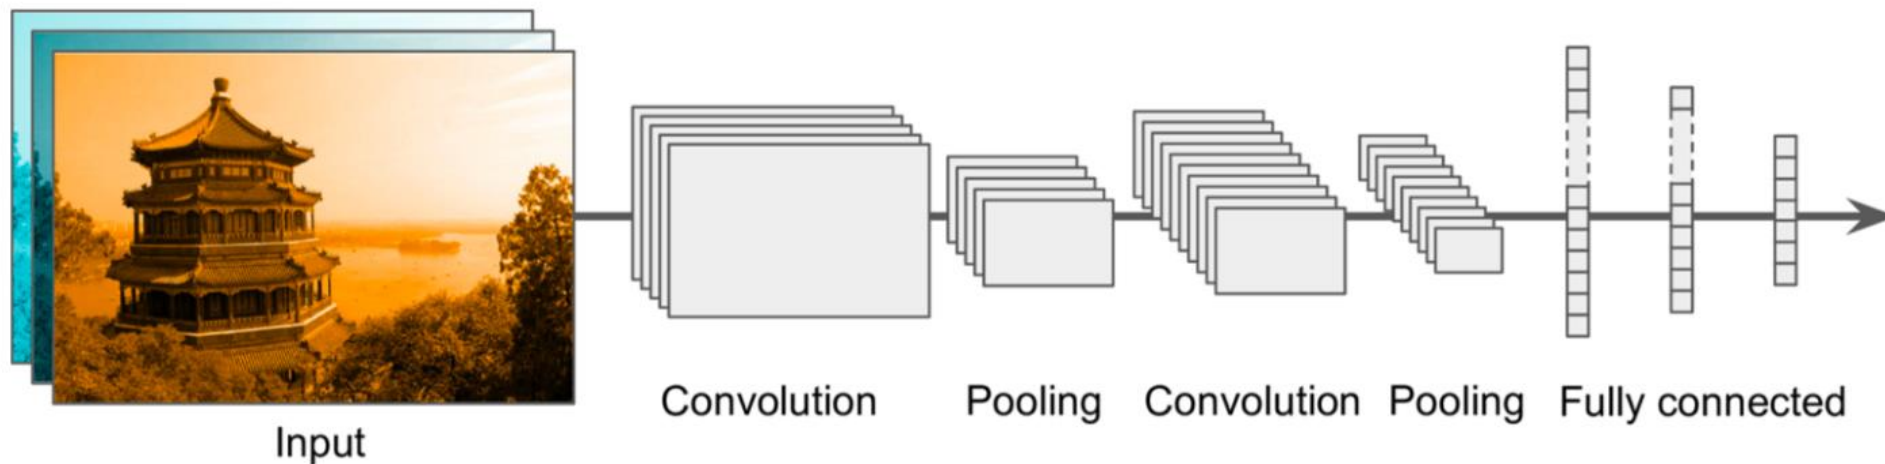 Input
Convolution
Pooling
Convolution
Pooling
Fully connected